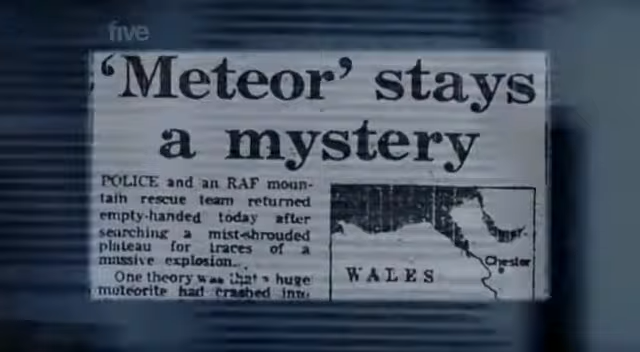 five
'Meteor' stays
a mystery
POLICE and an RAF moun-
tain rescue team returned
empty-handed today after
searching a mist-shrouded
plateau for traces of a
massive explosion.
One theory was that a huge
meteorite had crashed into
WALES
Chester